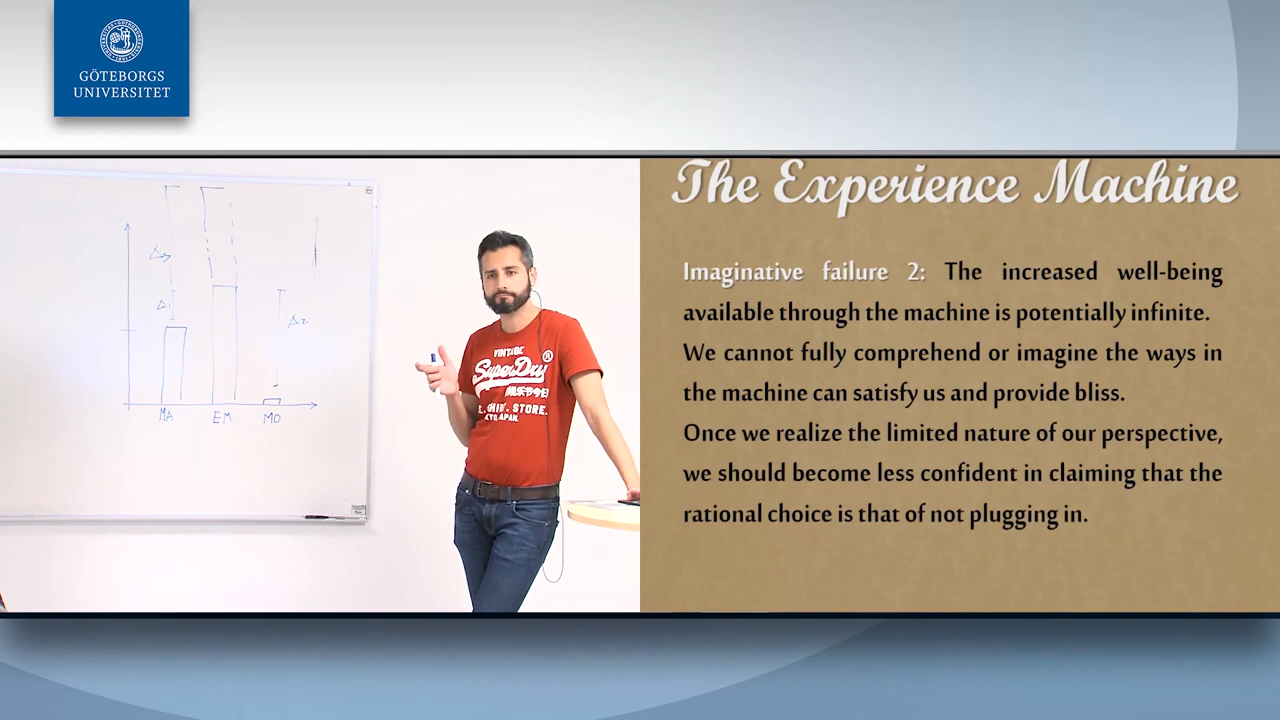 GÖTEBORGS
UNIVERSITET
The Experience Machine
Imaginative failure 2: The increased well-being
available through the machine is potentially infinite.
We cannot fully comprehend or imagine the ways in
the machine can satisfy us and provide bliss.
Once we realize the limited nature of our perspective,
we should become less confident in claiming that the
rational choice is that of not plugging in.
Δ1
Δ2
MA EM MO
VINTAGE
SuperDry®